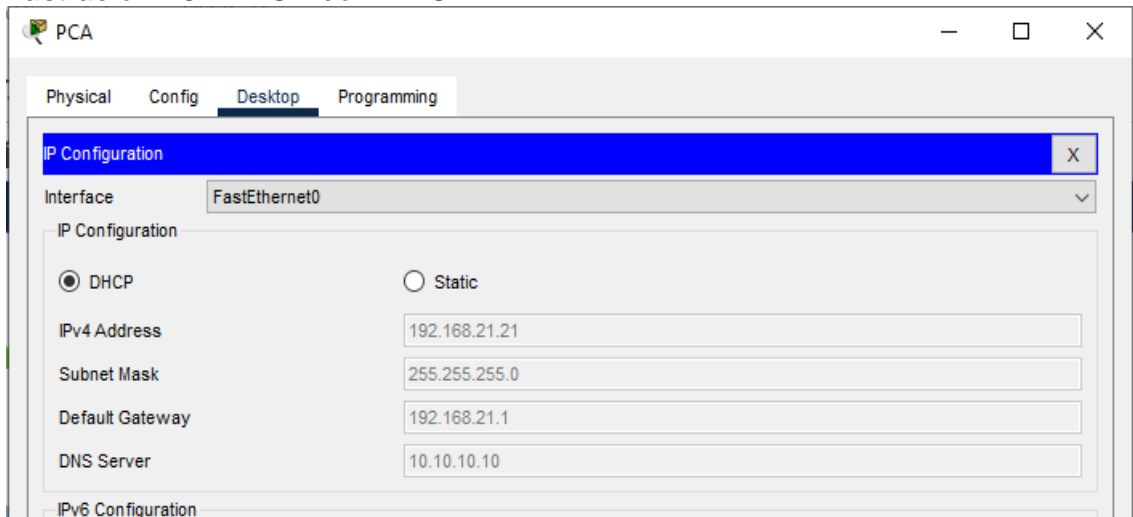 PCA
Physical Config Desktop Programming
IP Configuration X
Interface FastEthernet0
IP Configuration
DHCP Static
IPv4 Address 192.168.21.21
Subnet Mask 255.255.255.0
Default Gateway 192.168.21.1
DNS Server 10.10.10.10
IPv6 Configuration